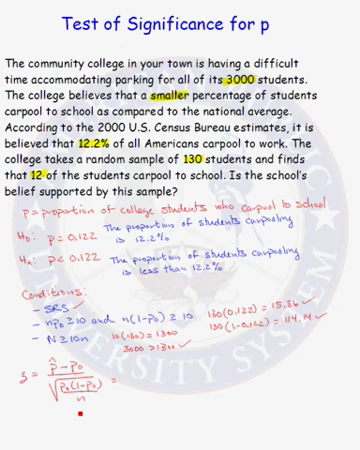 Test of Significance for p
The community college in your town is having a difficult
time accommodating parking for all of its 3000 students.
The college believes that a smaller percentage of students
carpool to school as compared to the national average.
According to the 2000 U.S. Census Bureau estimates, it is
believed that 12.2% of all Americans carpool to work. The
college takes a random sample of 130 students and finds
that 12 of the students carpool to school. Is the school's
belief supported by this sample?
p = proportion of college students who carpool to school
H₀: p = 0.122 The proportion of students carpooling
is 12.2%
Hₐ: p < 0.122 The proportion of students carpooling
is less than 12.2%
Conditions:
- SRS ✓
- np₀ ≥ 10 and n(1-p₀) ≥ 10 130(0.122) = 15.86 ✓
130(1-0.122) = 114.14 ✓
- N ≥ 10n 10(130) = 1300
3000 > 1300 ✓
z = p̂ - p₀ / √(p₀(1-p₀) / n) =